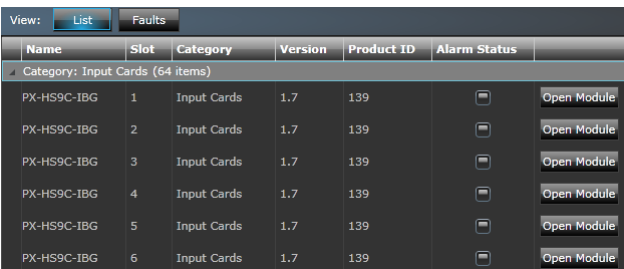 View: List Faults
Name Slot Category Version Product ID Alarm Status
Category: Input Cards (64 items)
PX-HS9C-IBG 1 Input Cards 1.7 139 Open Module
PX-HS9C-IBG 2 Input Cards 1.7 139 Open Module
PX-HS9C-IBG 3 Input Cards 1.7 139 Open Module
PX-HS9C-IBG 4 Input Cards 1.7 139 Open Module
PX-HS9C-IBG 5 Input Cards 1.7 139 Open Module
PX-HS9C-IBG 6 Input Cards 1.7 139 Open Module